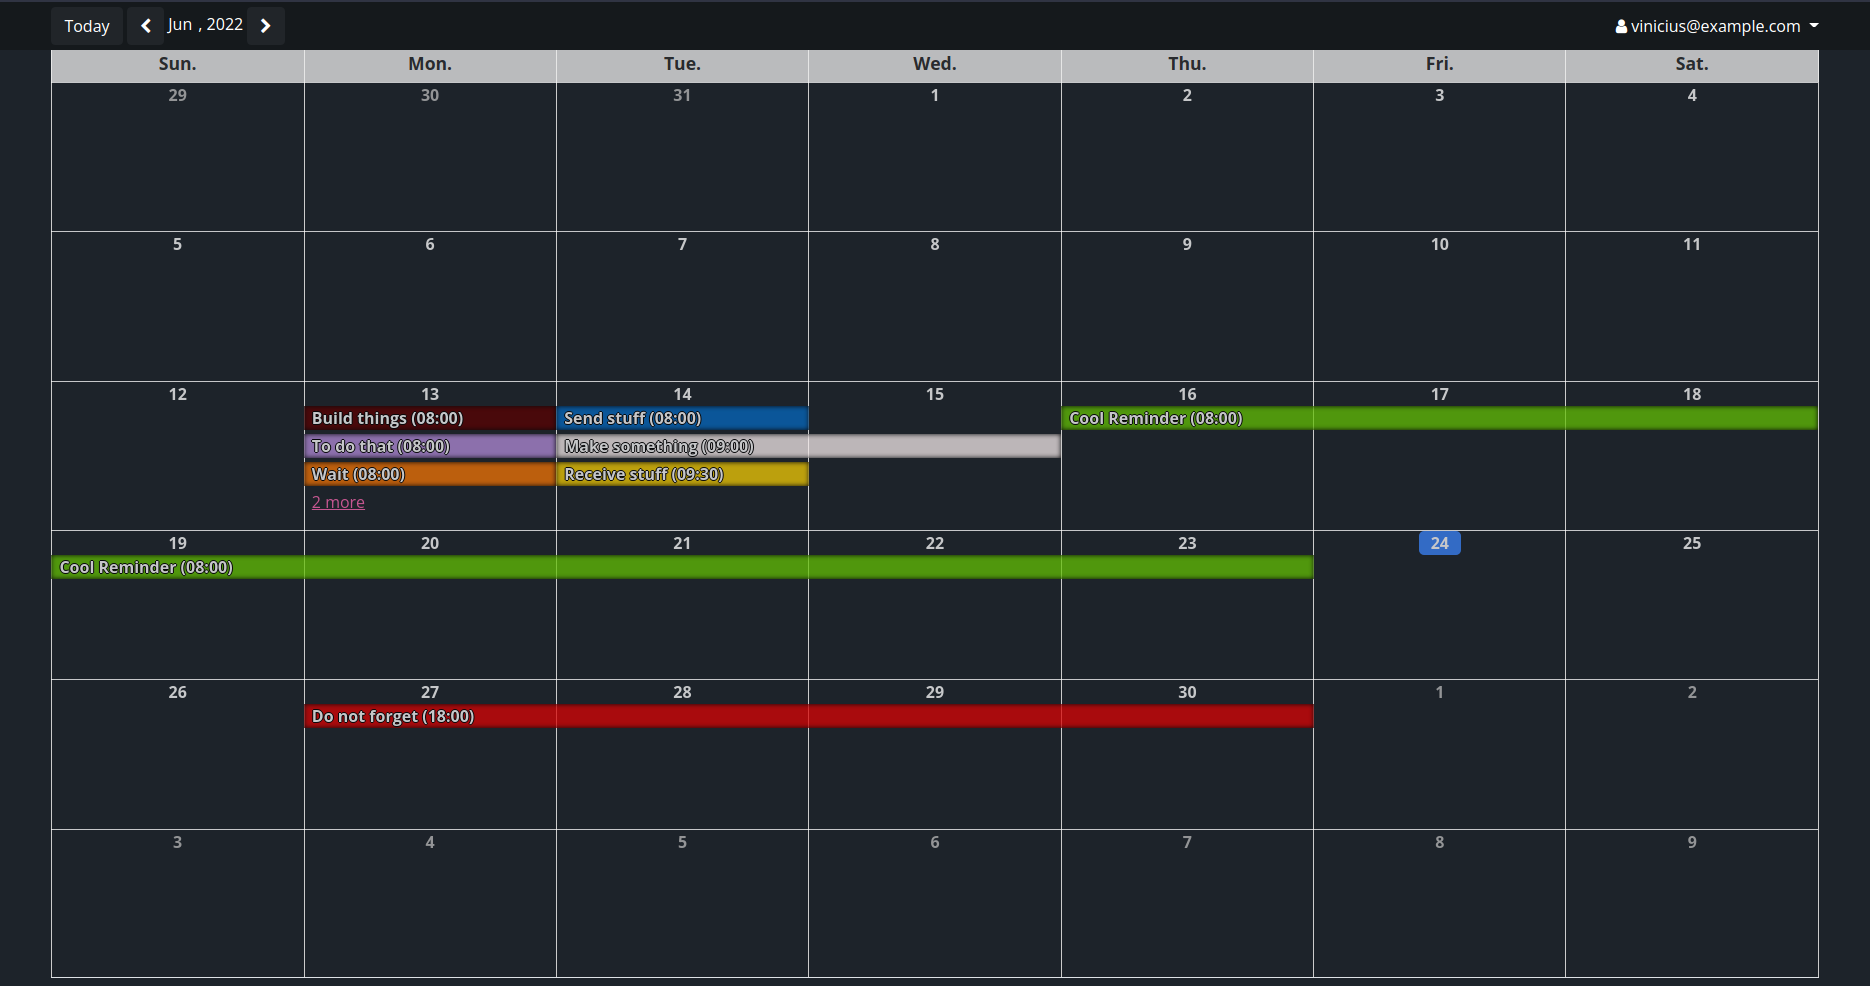 Today Jun , 2022 vinicius@example.com
Sun. Mon. Tue. Wed. Thu. Fri. Sat.
29 30 31 1 2 3 4
5 6 7 8 9 10 11
12 13 14 15 16 17 18
Build things (08:00) Send stuff (08:00) Cool Reminder (08:00)
To do that (08:00) Make something (09:00)
Wait (08:00) Receive stuff (09:30)
2 more
19 20 21 22 23 24 25
Cool Reminder (08:00)
26 27 28 29 30 1 2
Do not forget (18:00)
3 4 5 6 7 8 9